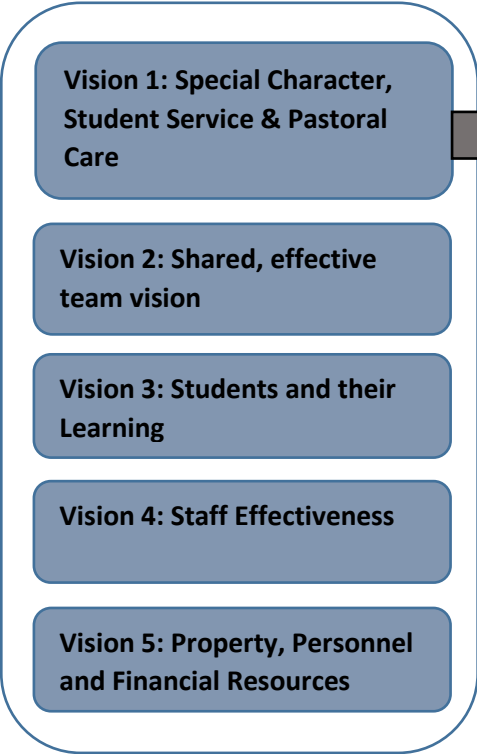 Vision 1: Special Character,
Student Service & Pastoral
Care
Vision 2: Shared, effective
team vision
Vision 3: Students and their
Learning
Vision 4: Staff Effectiveness
Vision 5: Property, Personnel
and Financial Resources